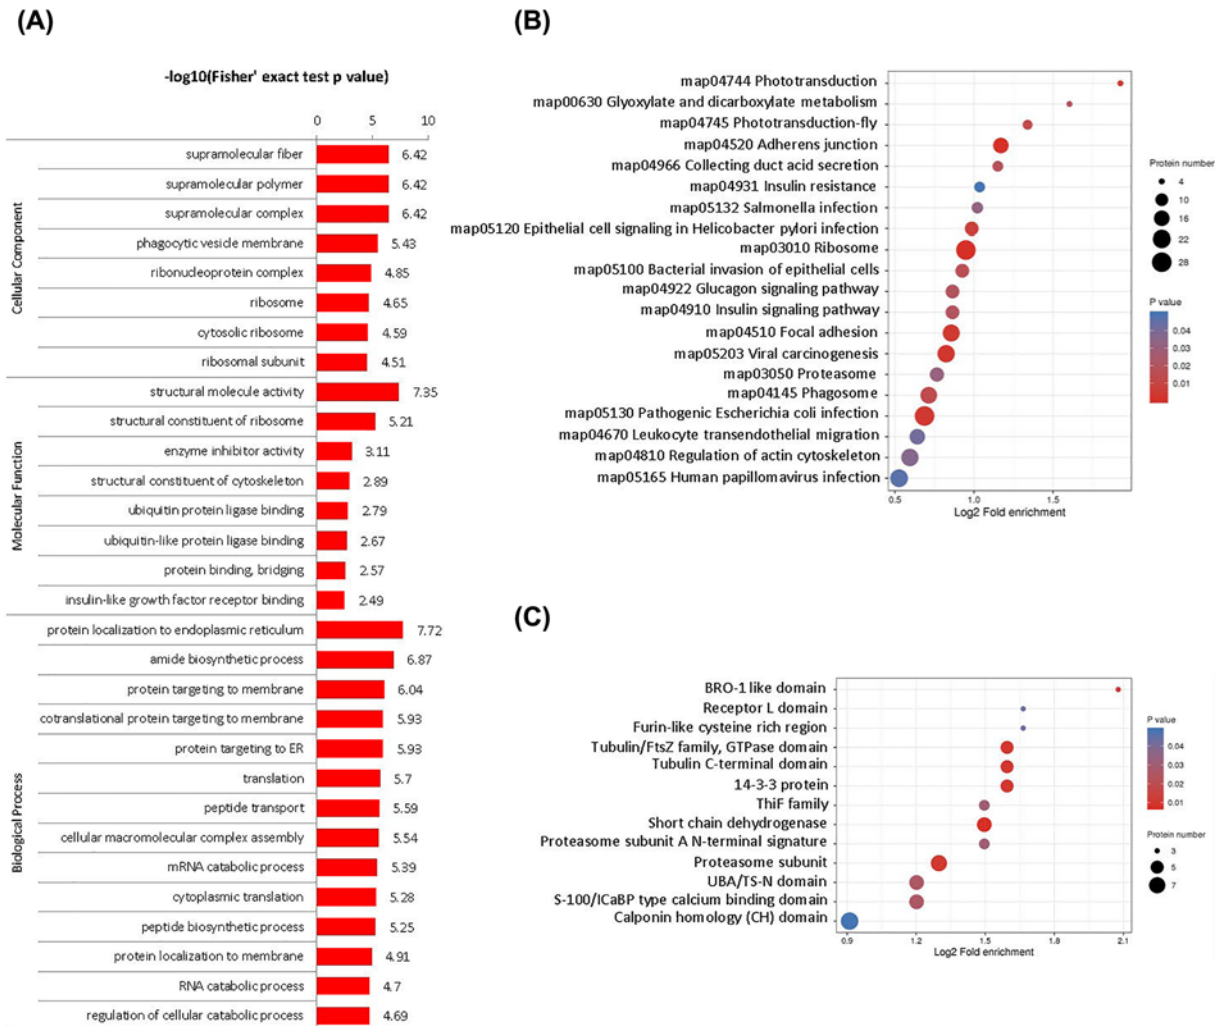 (A)
-log10(Fisher' exact test p value)
0 5 10
Cellular Component
supramolecular fiber 6.42
supramolecular polymer 6.42
supramolecular complex 6.42
phagocytic vesicle membrane 5.43
ribonucleoprotein complex 4.85
ribosome 4.65
cytosolic ribosome 4.59
ribosomal subunit 4.51
Molecular Function
structural molecule activity 7.35
structural constituent of ribosome 5.21
enzyme inhibitor activity 3.11
structural constituent of cytoskeleton 2.89
ubiquitin protein ligase binding 2.79
ubiquitin-like protein ligase binding 2.67
protein binding, bridging 2.57
insulin-like growth factor receptor binding 2.49
Biological Process
protein localization to endoplasmic reticulum 7.72
amide biosynthetic process 6.87
protein targeting to membrane 6.04
cotranslational protein targeting to membrane 5.93
protein targeting to ER 5.93
translation 5.7
peptide transport 5.59
cellular macromolecular complex assembly 5.54
mRNA catabolic process 5.39
cytoplasmic translation 5.28
peptide biosynthetic process 5.25
protein localization to membrane 4.91
RNA catabolic process 4.7
regulation of cellular catabolic process 4.69
(B)
map04744 Phototransduction
map00630 Glyoxylate and dicarboxylate metabolism
map04745 Phototransduction-fly
map04520 Adherens junction
map04966 Collecting duct acid secretion
map04931 Insulin resistance
map05132 Salmonella infection
map05120 Epithelial cell signaling in Helicobacter pylori infection
map03010 Ribosome
map05100 Bacterial invasion of epithelial cells
map04922 Glucagon signaling pathway
map04910 Insulin signaling pathway
map04510 Focal adhesion
map05203 Viral carcinogenesis
map03050 Proteasome
map04145 Phagosome
map05130 Pathogenic Escherichia coli infection
map04670 Leukocyte transendothelial migration
map04810 Regulation of actin cytoskeleton
map05165 Human papillomavirus infection
0.5 1.0 1.5
Log2 Fold enrichment
Protein number
4
10
16
22
28
P value
0.04
0.03
0.02
0.01
(C)
BRO-1 like domain
Receptor L domain
Furin-like cysteine rich region
Tubulin/FtsZ family, GTPase domain
Tubulin C-terminal domain
14-3-3 protein
ThiF family
Short chain dehydrogenase
Proteasome subunit A N-terminal signature
Proteasome subunit
UBA/TS-N domain
S-100/ICaBP type calcium binding domain
Calponin homology (CH) domain
0.9 1.2 1.5 1.8 2.1
Log2 Fold enrichment
P value
0.04
0.03
0.02
0.01
Protein number
3
5
7